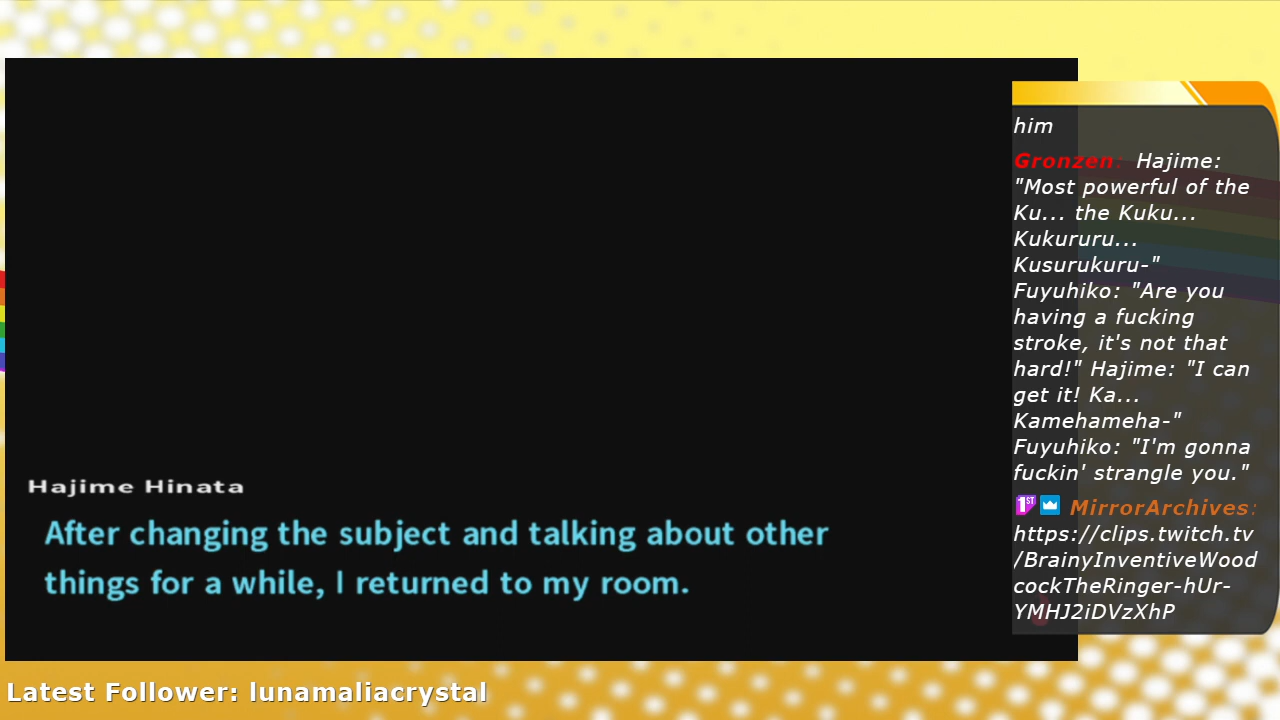 him
Gronzen: Hajime:
"Most powerful of the
Ku... the Kuku...
Kukururu...
Kusurukuru-"
Fuyuhiko: "Are you
having a fucking
stroke, it's not that
hard!" Hajime: "I can
get it! Ka...
Kamehameha-"
Fuyuhiko: "I'm gonna
fuckin' strangle you."
1ST MirrorArchives:
https://clips.twitch.tv
/BrainyInventiveWood
cockTheRinger-hUr-
YMHJ2iDVzXhP
Hajime Hinata
After changing the subject and talking about other
things for a while, I returned to my room.
Latest Follower: lunamaliacrystal